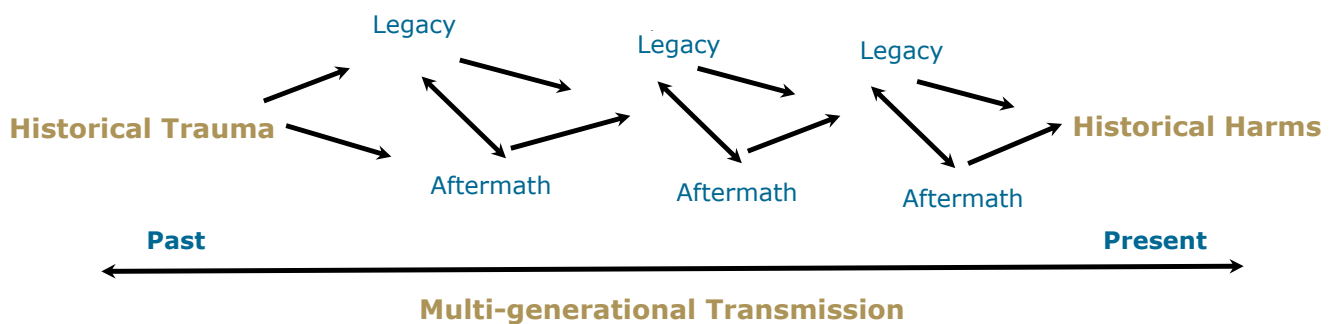 Legacy
Legacy
Legacy
Historical Trauma
Historical Harms
Aftermath
Aftermath
Aftermath
Past
Present
Multi-generational Transmission